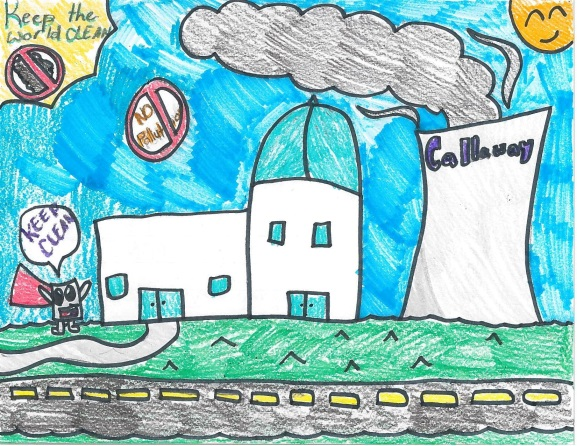 Keep the
world CLEAN
NO
Pollution
KEEP
CLEAN
Callaway